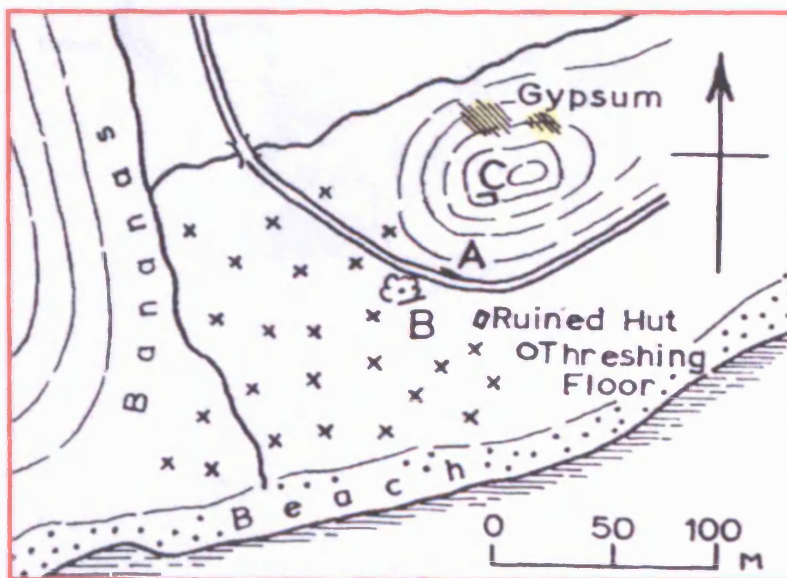 Gypsum
C
A
Bananas
B
Ruined Hut
Threshing
Floor
Beach
0 50 100
M